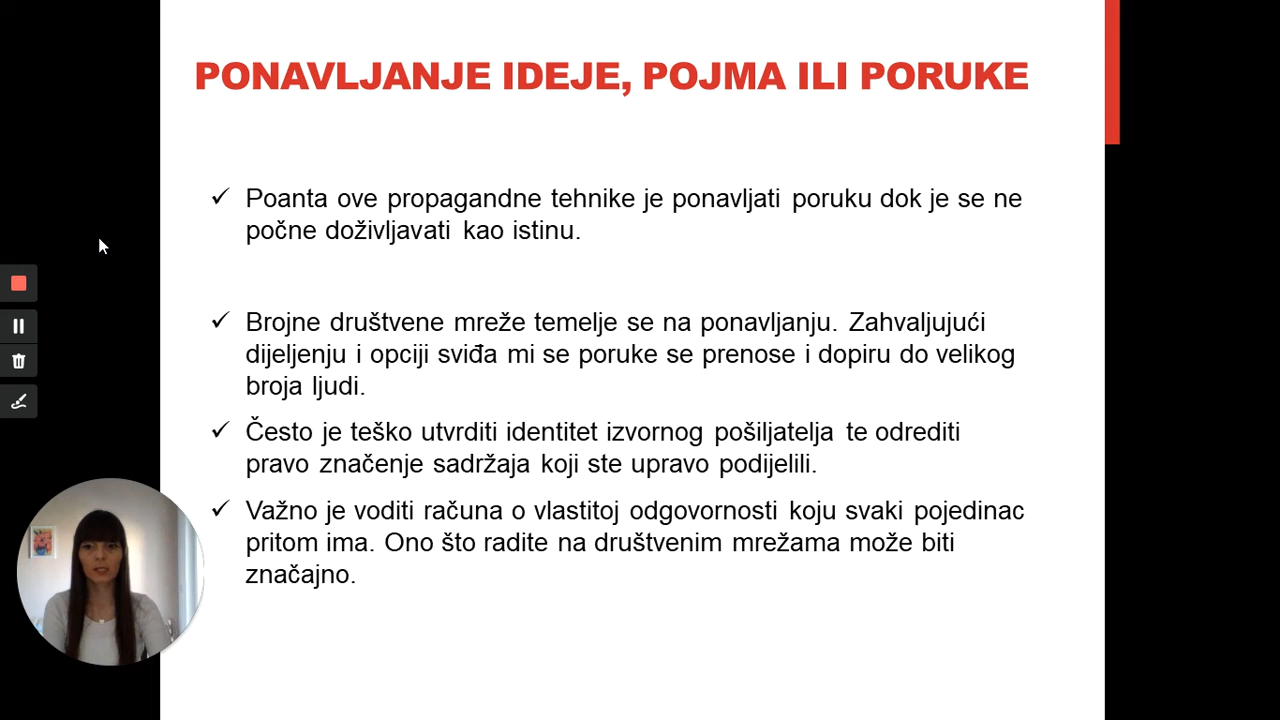 PONAVLJANJE IDEJE, POJMA ILI PORUKE
✓ Poanta ove propagandne tehnike je ponavljati poruku dok je se ne
počne doživljavati kao istinu.
✓ Brojne društvene mreže temelje se na ponavljanju. Zahvaljujući
dijeljenju i opciji sviđa mi se poruke se prenose i dopiru do velikog
broja ljudi.
✓ Često je teško utvrditi identitet izvornog pošiljatelja te odrediti
pravo značenje sadržaja koji ste upravo podijelili.
✓ Važno je voditi računa o vlastitoj odgovornosti koju svaki pojedinac
pritom ima. Ono što radite na društvenim mrežama može biti
značajno.